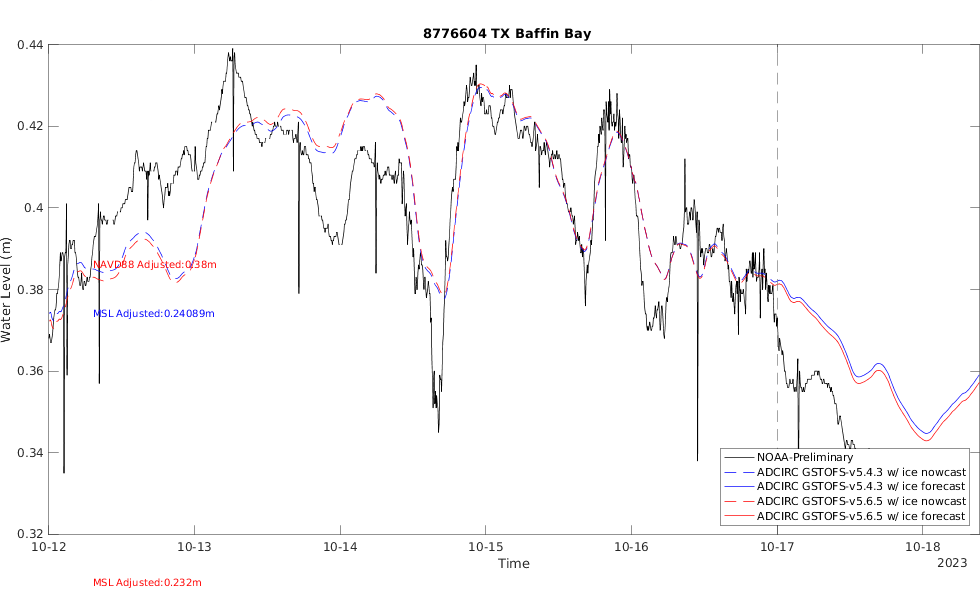 8776604 TX Baffin Bay
Water Level (m)
0.44
0.42
0.4
0.38
0.36
0.34
0.32
NAVD88 Adjusted:0.38m
MSL Adjusted:0.24089m
NOAA-Preliminary
ADCIRC GSTOFS-v5.4.3 w/ ice nowcast
ADCIRC GSTOFS-v5.4.3 w/ ice forecast
ADCIRC GSTOFS-v5.6.5 w/ ice nowcast
ADCIRC GSTOFS-v5.6.5 w/ ice forecast
10-12 10-13 10-14 10-15 10-16 10-17 10-18
Time
2023
MSL Adjusted:0.232m